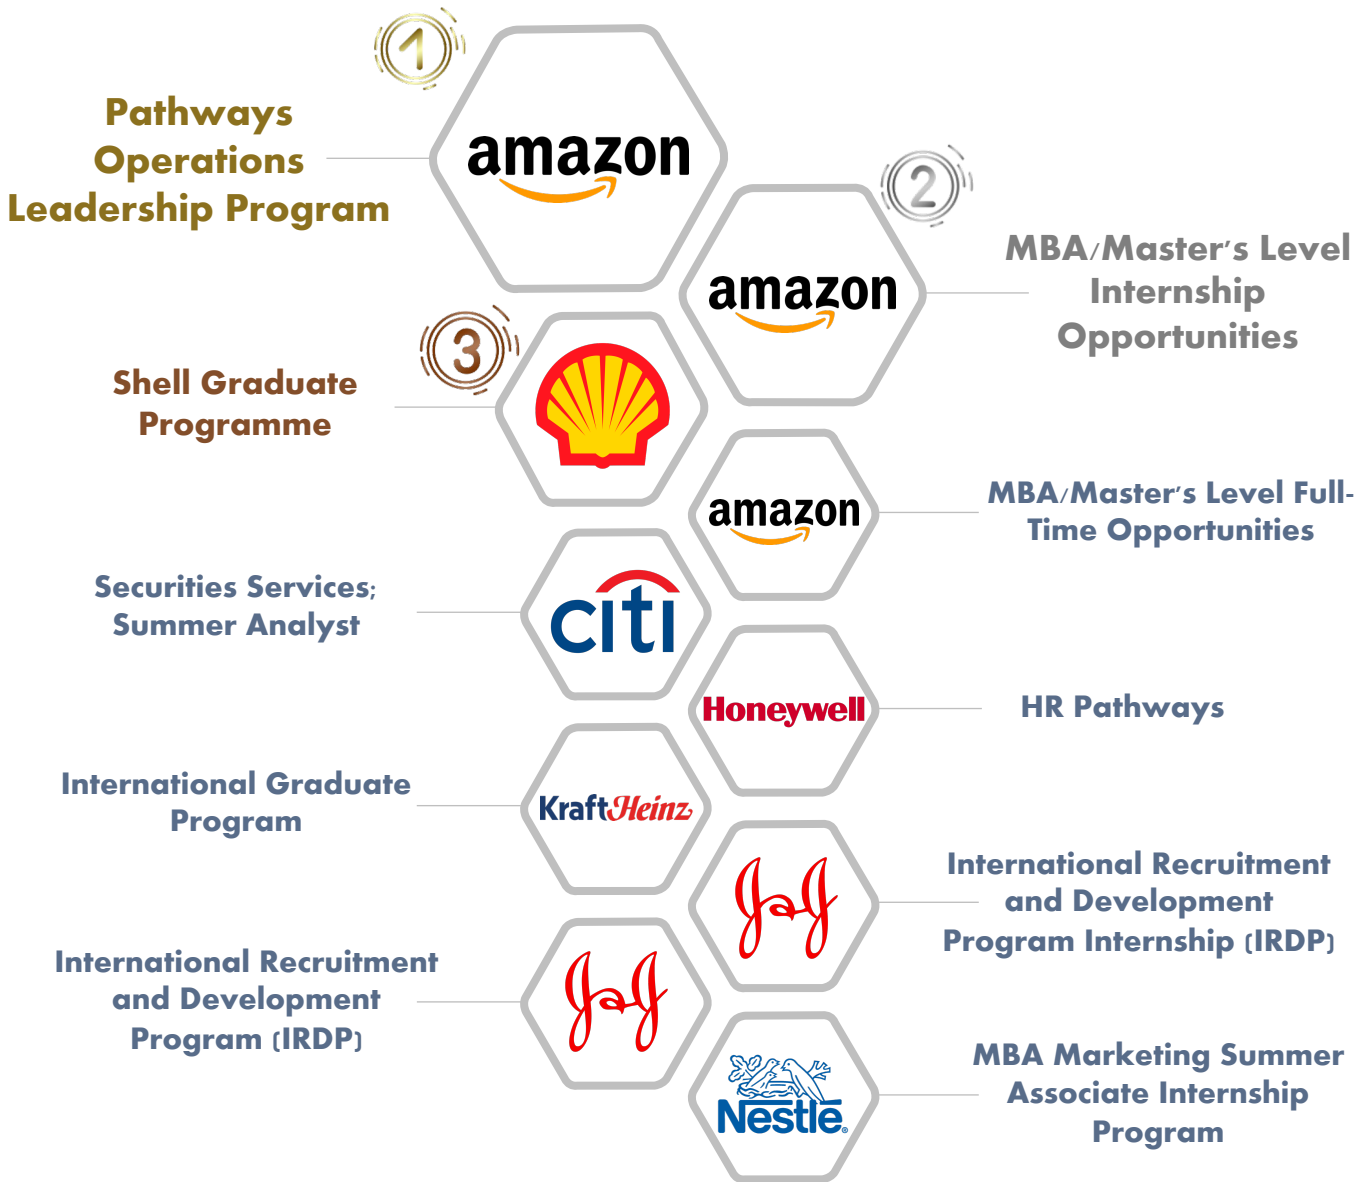 1
Pathways
Operations
Leadership Program
amazon
2
MBA/Master's Level
Internship
Opportunities
amazon
3
Shell Graduate
Programme
amazon
MBA/Master's Level Full-
Time Opportunities
Securities Services;
Summer Analyst
citi
Honeywell
HR Pathways
International Graduate
Program
KraftHeinz
J&J
International Recruitment
and Development
Program Internship (IRDP)
International Recruitment
and Development
Program (IRDP)
J&J
Nestlé®
MBA Marketing Summer
Associate Internship
Program